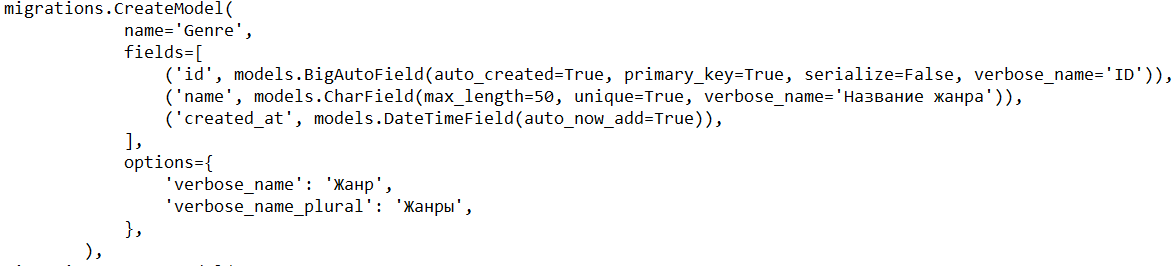 migrations.CreateModel(
            name='Genre',
            fields=[
                ('id', models.BigAutoField(auto_created=True, primary_key=True, serialize=False, verbose_name='ID')),
                ('name', models.CharField(max_length=50, unique=True, verbose_name='Название жанра')),
                ('created_at', models.DateTimeField(auto_now_add=True)),
            ],
            options={
                'verbose_name': 'Жанр',
                'verbose_name_plural': 'Жанры',
            },
        ),